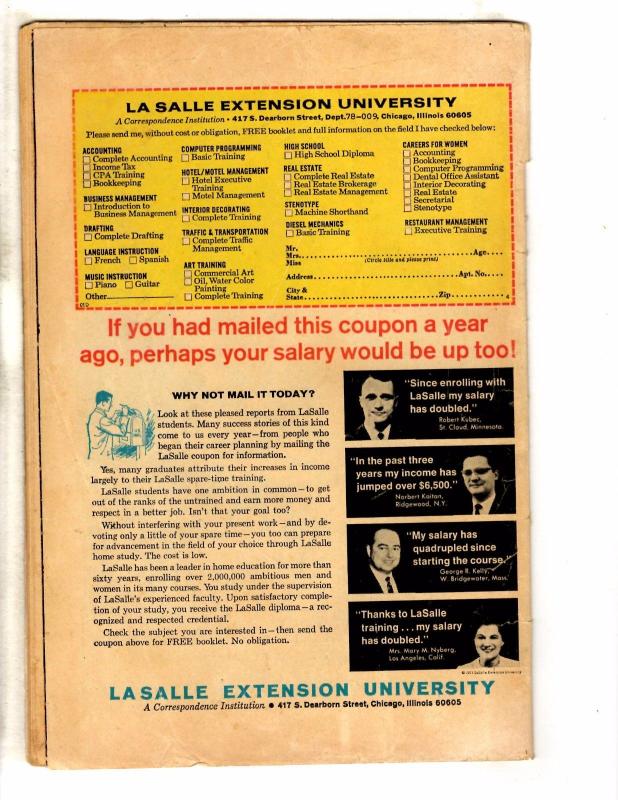 LA SALLE EXTENSION UNIVERSITY
A Correspondence Institution • 417 S. Dearborn Street, Dept. 78-009, Chicago, Illinois 60605
Please send me, without cost or obligation, FREE booklet and full information on the field I have checked below:
ACCOUNTING
Complete Accounting
Income Tax
CPA Training
Bookkeeping
BUSINESS MANAGEMENT
Introduction to
Business Management
DRAFTING
Complete Drafting
LANGUAGE INSTRUCTION
French Spanish
MUSIC INSTRUCTION
Piano Guitar
Other
COMPUTER PROGRAMMING
Basic Training
HOTEL/MOTEL MANAGEMENT
Hotel Executive
Training
Motel Management
INTERIOR DECORATING
Complete Training
TRAFFIC & TRANSPORTATION
Complete Traffic
Management
ART TRAINING
Commercial Art
Oil, Water Color
Painting
Complete Training
HIGH SCHOOL
High School Diploma
REAL ESTATE
Complete Real Estate
Real Estate Brokerage
Real Estate Management
STENOTYPE
Machine Shorthand
DIESEL MECHANICS
Basic Training
CAREERS FOR WOMEN
Accounting
Bookkeeping
Computer Programming
Dental Office Assistant
Interior Decorating
Real Estate
Secretarial
Stenotype
RESTAURANT MANAGEMENT
Executive Training
Mr.
Mrs. Age
Miss (Circle title and please print)
Address Apt. No.
City &
State Zip 4
If you had mailed this coupon a year
ago, perhaps your salary would be up too!
WHY NOT MAIL IT TODAY?
Look at these pleased reports from LaSalle
students. Many success stories of this kind
come to us every year—from people who
began their career planning by mailing the
LaSalle coupon for information.
Yes, many graduates attribute their increases in income
largely to their LaSalle spare-time training.
LaSalle students have one ambition in common—to get
out of the ranks of the untrained and earn more money and
respect in a better job. Isn't that your goal too?
Without interfering with your present work—and by de-
voting only a little of your spare time—you too can prepare
for advancement in the field of your choice through LaSalle
home study. The cost is low.
LaSalle has been a leader in home education for more than
sixty years, enrolling over 2,000,000 ambitious men and
women in its many courses. You study under the supervision
of LaSalle's experienced faculty. Upon satisfactory comple-
tion of your study, you receive the LaSalle diploma—a rec-
ognized and respected credential.
Check the subject you are interested in—then send the
coupon above for FREE booklet. No obligation.
"Since enrolling with
LaSalle my salary
has doubled."
Robert Kubec,
St. Cloud, Minnesota
"In the past three
years my income has
jumped over $6,500."
Norbert Kaitan,
Ridgewood, N.Y.
"My salary has
quadrupled since
starting the course."
George R. Kelly,
W. Bridgewater, Mass.
"Thanks to LaSalle
training . . . my salary
has doubled."
Mrs. Mary M. Nyberg,
Los Angeles, Calif.
LaSalle Extension University
LA SALLE EXTENSION UNIVERSITY
A Correspondence Institution • 417 S. Dearborn Street, Chicago, Illinois 60605